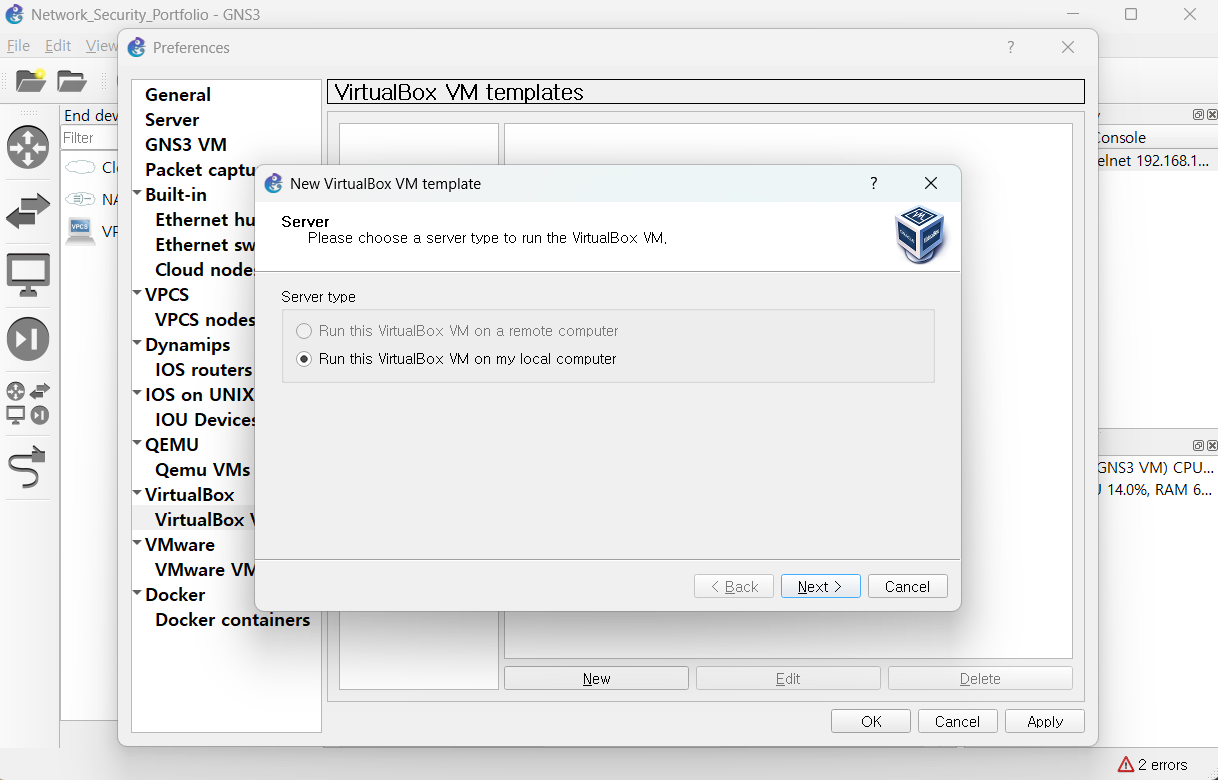 Network_Security_Portfolio - GNS3
File Edit View
Preferences
?
General
Server
GNS3 VM
Packet captu
Built-in
Ethernet hu
Ethernet sw
Cloud nodes
VPCS
VPCS nodes
Dynamips
IOS routers
IOS on UNIX
IOU Devices
QEMU
Qemu VMs
VirtualBox
VirtualBox V
VMware
VMware VM
Docker
Docker containers
VirtualBox VM templates
End dev
Filter
Clo
NA
VPCS
VP
New VirtualBox VM template
?
Server
Please choose a server type to run the VirtualBox VM.
Server type
Run this VirtualBox VM on a remote computer
Run this VirtualBox VM on my local computer
< Back Next > Cancel
New Edit Delete
OK Cancel Apply
Console
elnet 192.168.1...
GNS3 VM) CPU...
U 14.0%, RAM 6...
2 errors